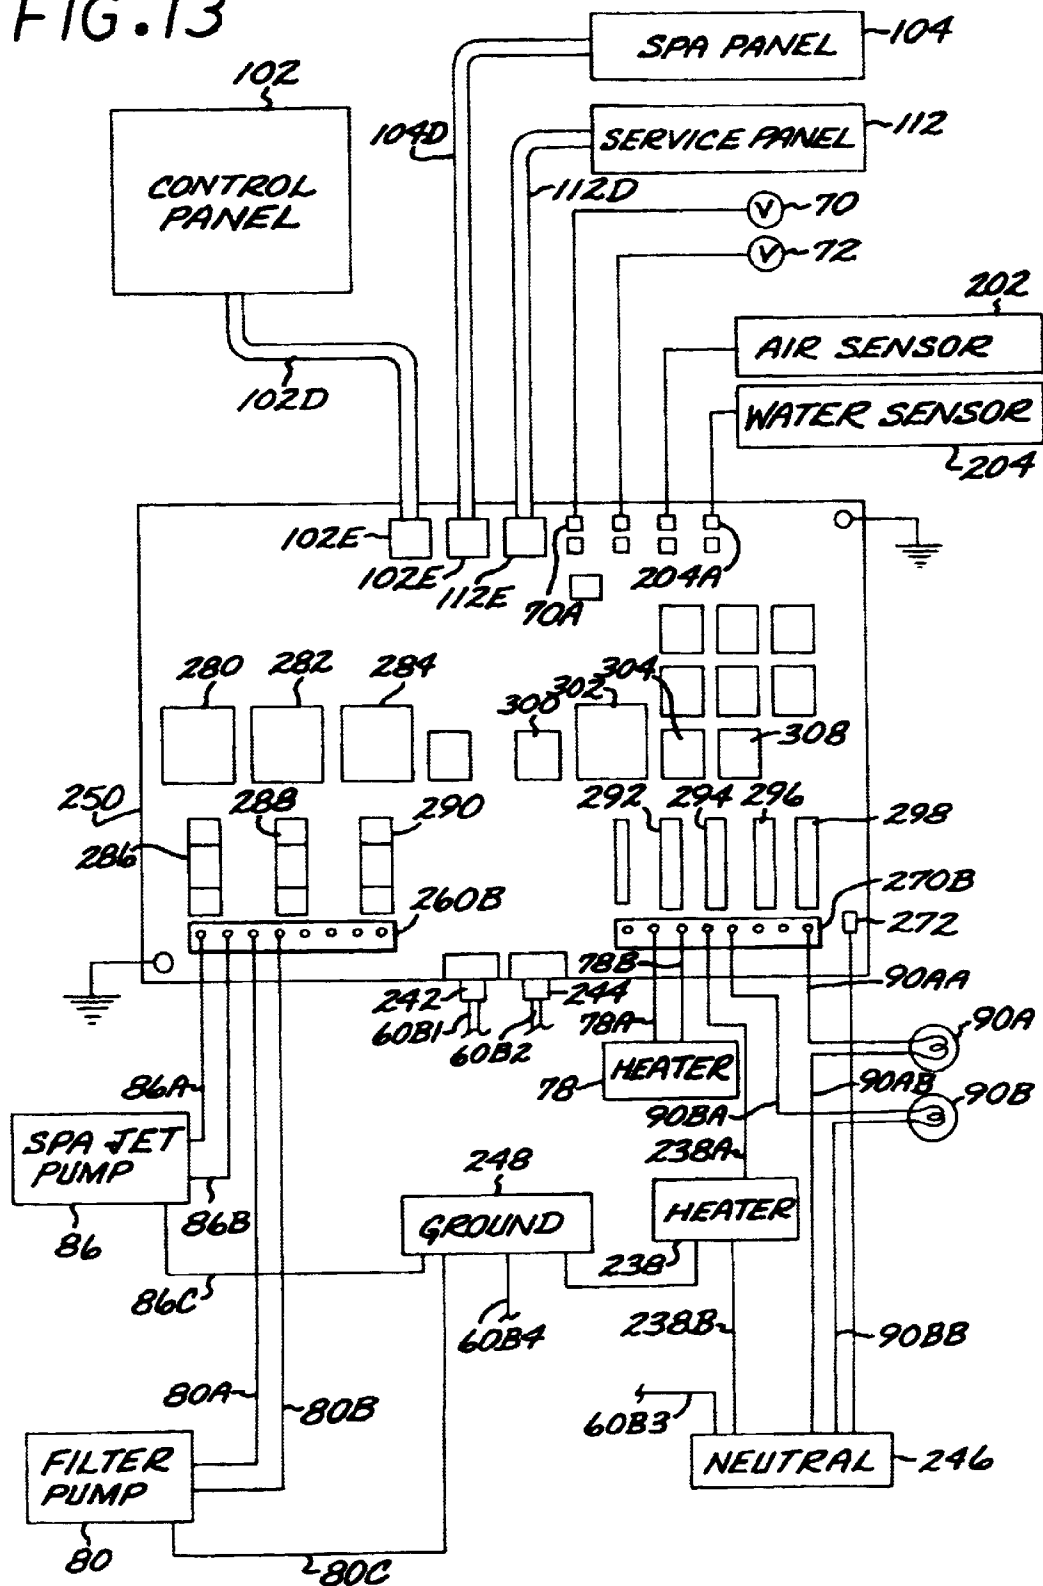 FIG. 13
SPA PANEL
104
102
104D
SERVICE PANEL
112
CONTROL
PANEL
112D
70
72
202
AIR SENSOR
102D
WATER SENSOR
204
102E
102E
112E
70A
204A
280
282
284
300
302
304
308
250
288
290
292
294
296
298
286
260B
270B
272
78B
242
244
90AA
60B1
60B2
78A
90A
HEATER
78
86A
90AB
90B
90BA
SPA JET
PUMP
238A
248
86B
GROUND
HEATER
86
238
86C
60B4
238B
90BB
80A
80B
60B3
FILTER
PUMP
NEUTRAL
246
80
80C